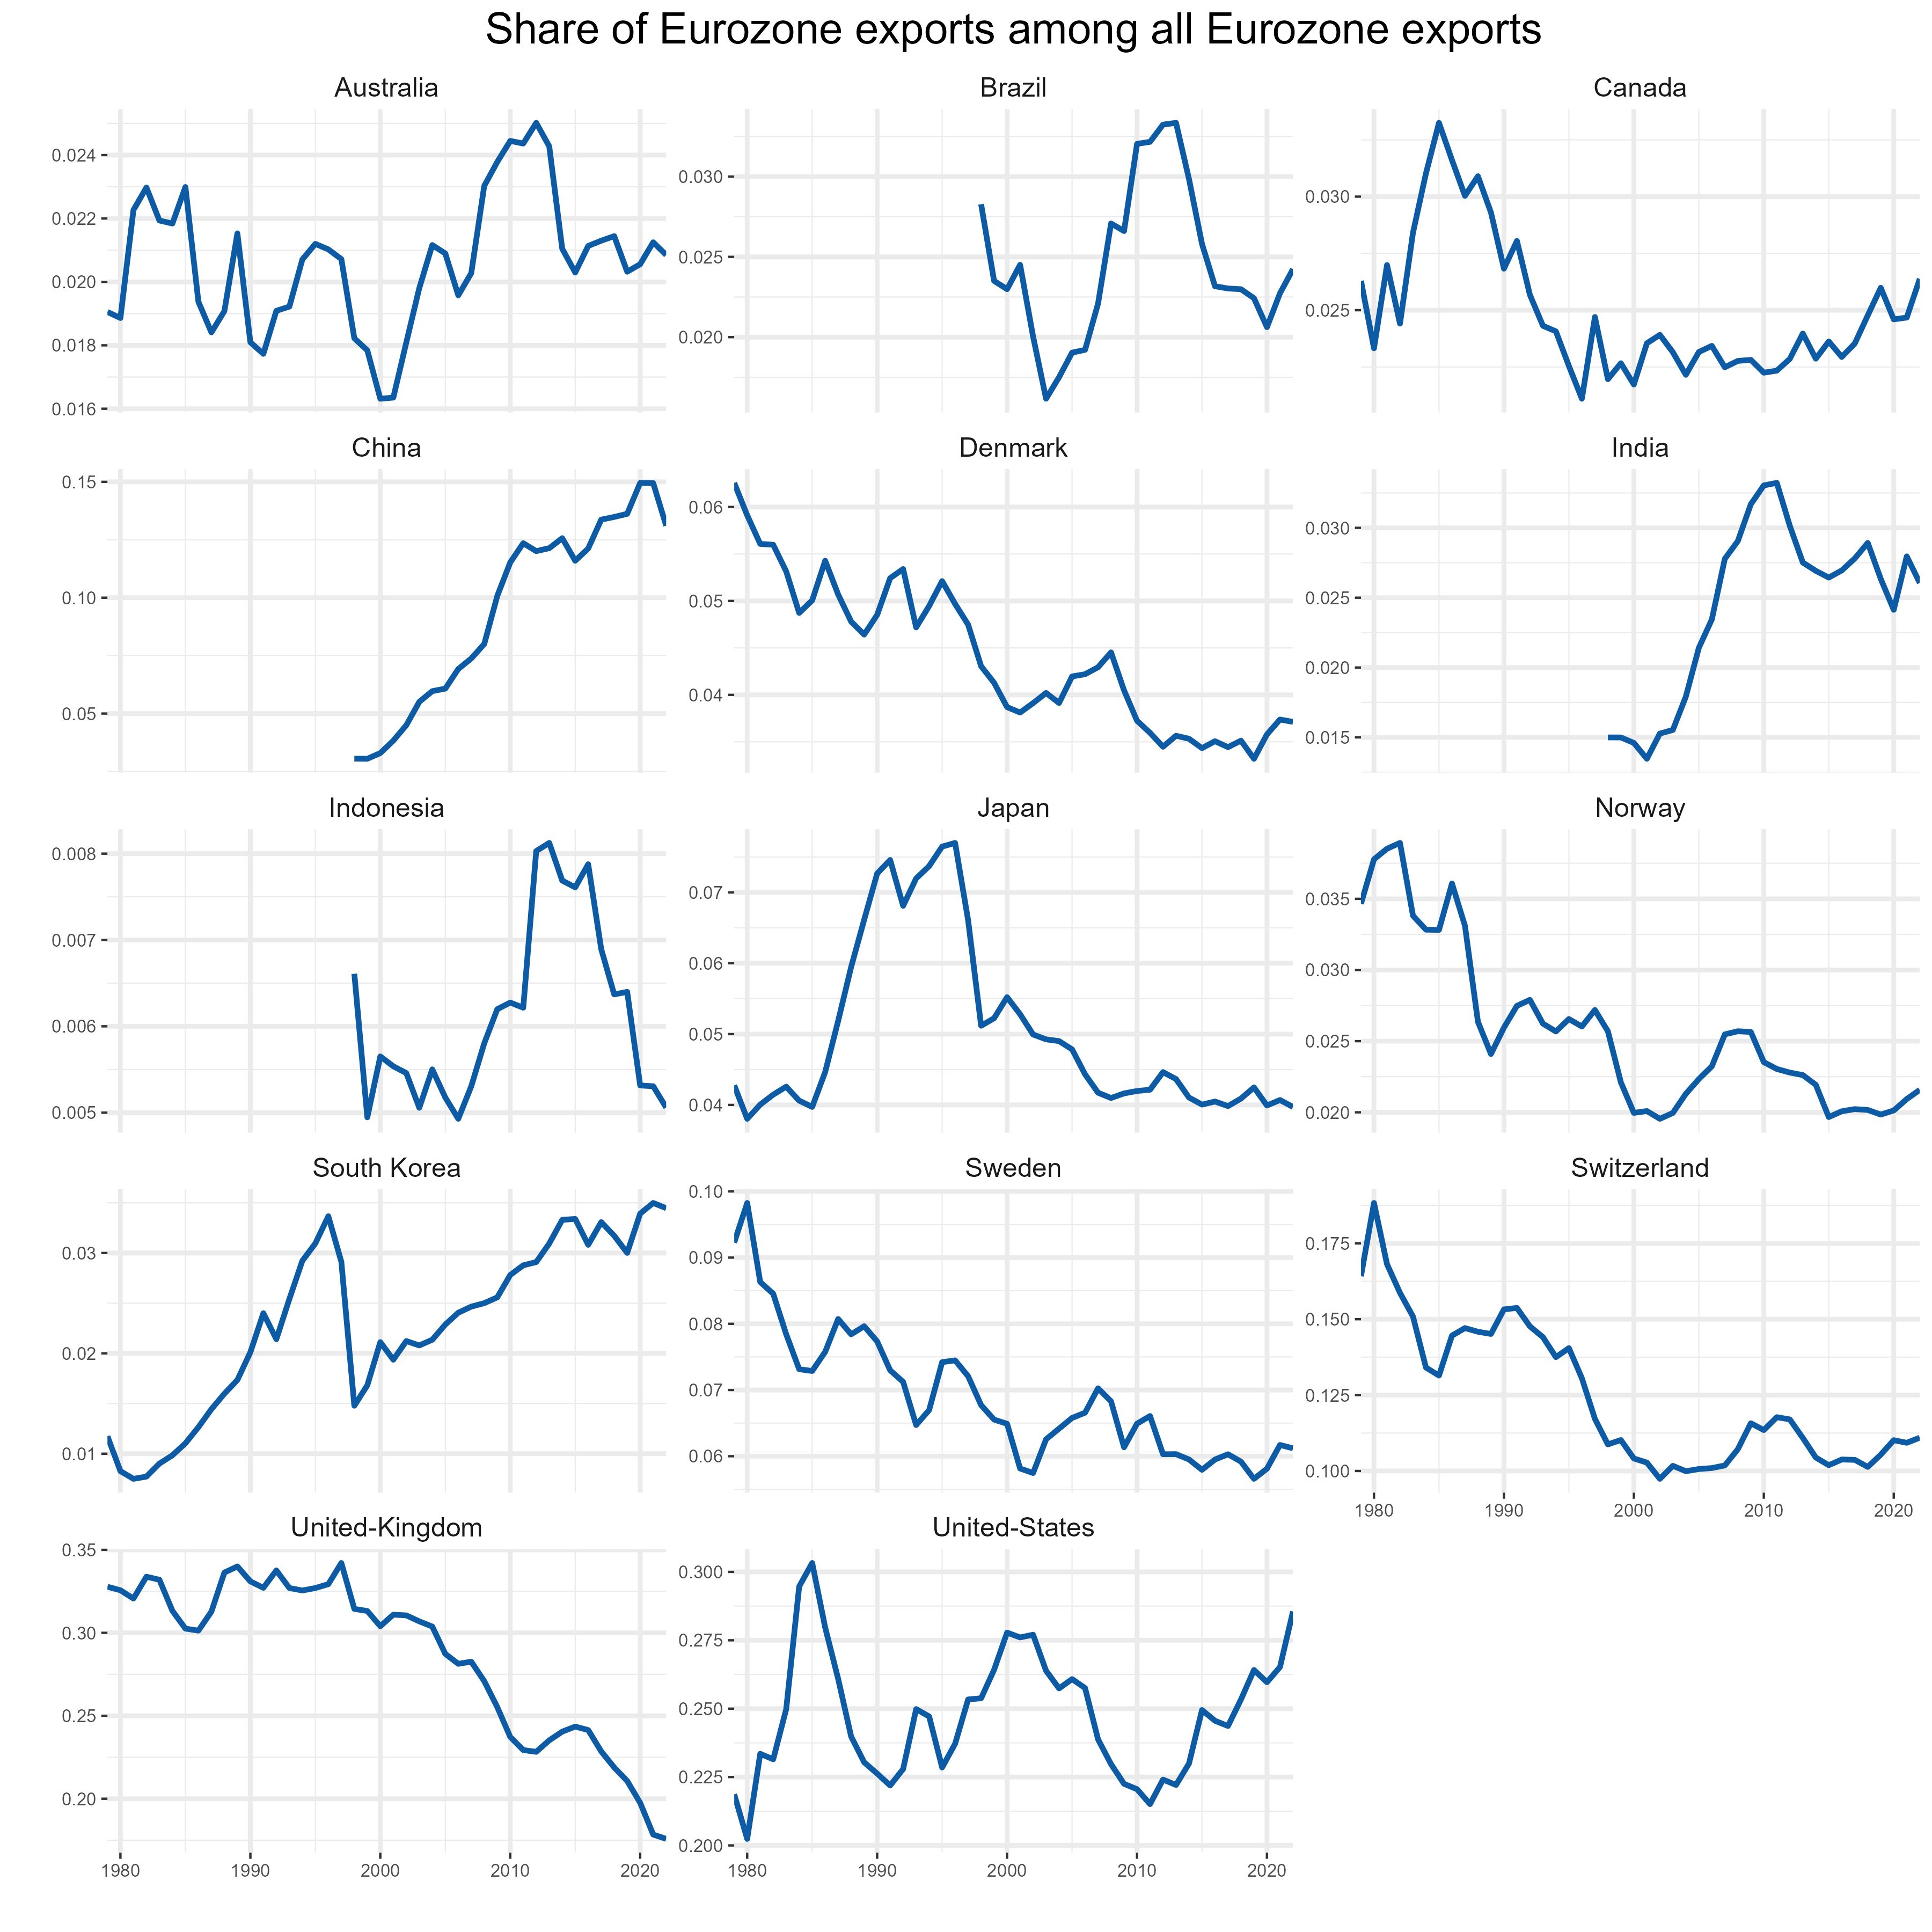 Share of Eurozone exports among all Eurozone exports
Australia
Brazil
Canada
0.024
0.022
0.020
0.018
0.016
0.030
0.025
0.020
0.030
0.025
China
Denmark
India
0.15
0.10
0.05
0.06
0.05
0.04
0.030
0.025
0.020
0.015
Indonesia
Japan
Norway
0.008
0.007
0.006
0.005
0.07
0.06
0.05
0.04
0.035
0.030
0.025
0.020
South Korea
Sweden
Switzerland
0.03
0.02
0.01
0.10
0.09
0.08
0.07
0.06
0.175
0.150
0.125
0.100
1980 1990 2000 2010 2020
United-Kingdom
United-States
0.35
0.30
0.25
0.20
0.300
0.275
0.250
0.225
0.200
1980 1990 2000 2010 2020
1980 1990 2000 2010 2020